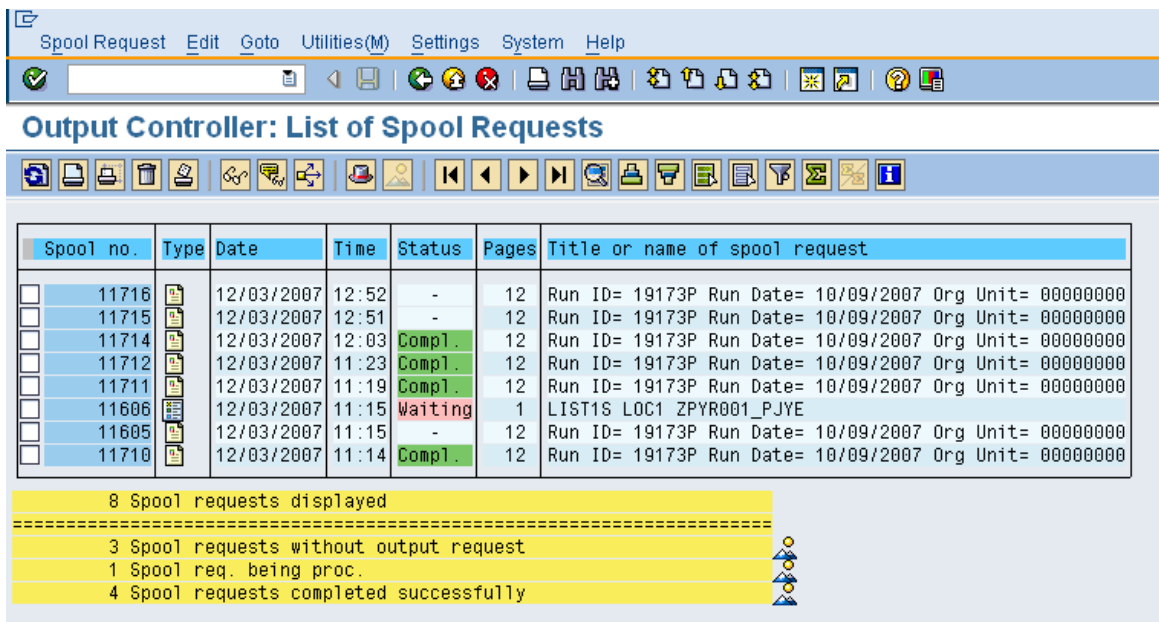 Spool Request Edit Goto Utilities(M) Settings System Help
Output Controller: List of Spool Requests
Spool no. Type Date Time Status Pages Title or name of spool request
11716 12/03/2007 12:52 - 12 Run ID= 19173P Run Date= 10/09/2007 Org Unit= 00000000
11715 12/03/2007 12:51 - 12 Run ID= 19173P Run Date= 10/09/2007 Org Unit= 00000000
11714 12/03/2007 12:03 Compl. 12 Run ID= 19173P Run Date= 10/09/2007 Org Unit= 00000000
11712 12/03/2007 11:23 Compl. 12 Run ID= 19173P Run Date= 10/09/2007 Org Unit= 00000000
11711 12/03/2007 11:19 Compl. 12 Run ID= 19173P Run Date= 10/09/2007 Org Unit= 00000000
11606 12/03/2007 11:15 Waiting 1 LIST1S LOC1 ZPYR001_PJYE
11605 12/03/2007 11:15 - 12 Run ID= 19173P Run Date= 10/09/2007 Org Unit= 00000000
11710 12/03/2007 11:14 Compl. 12 Run ID= 19173P Run Date= 10/09/2007 Org Unit= 00000000
8 Spool requests displayed
3 Spool requests without output request
1 Spool req. being proc.
4 Spool requests completed successfully